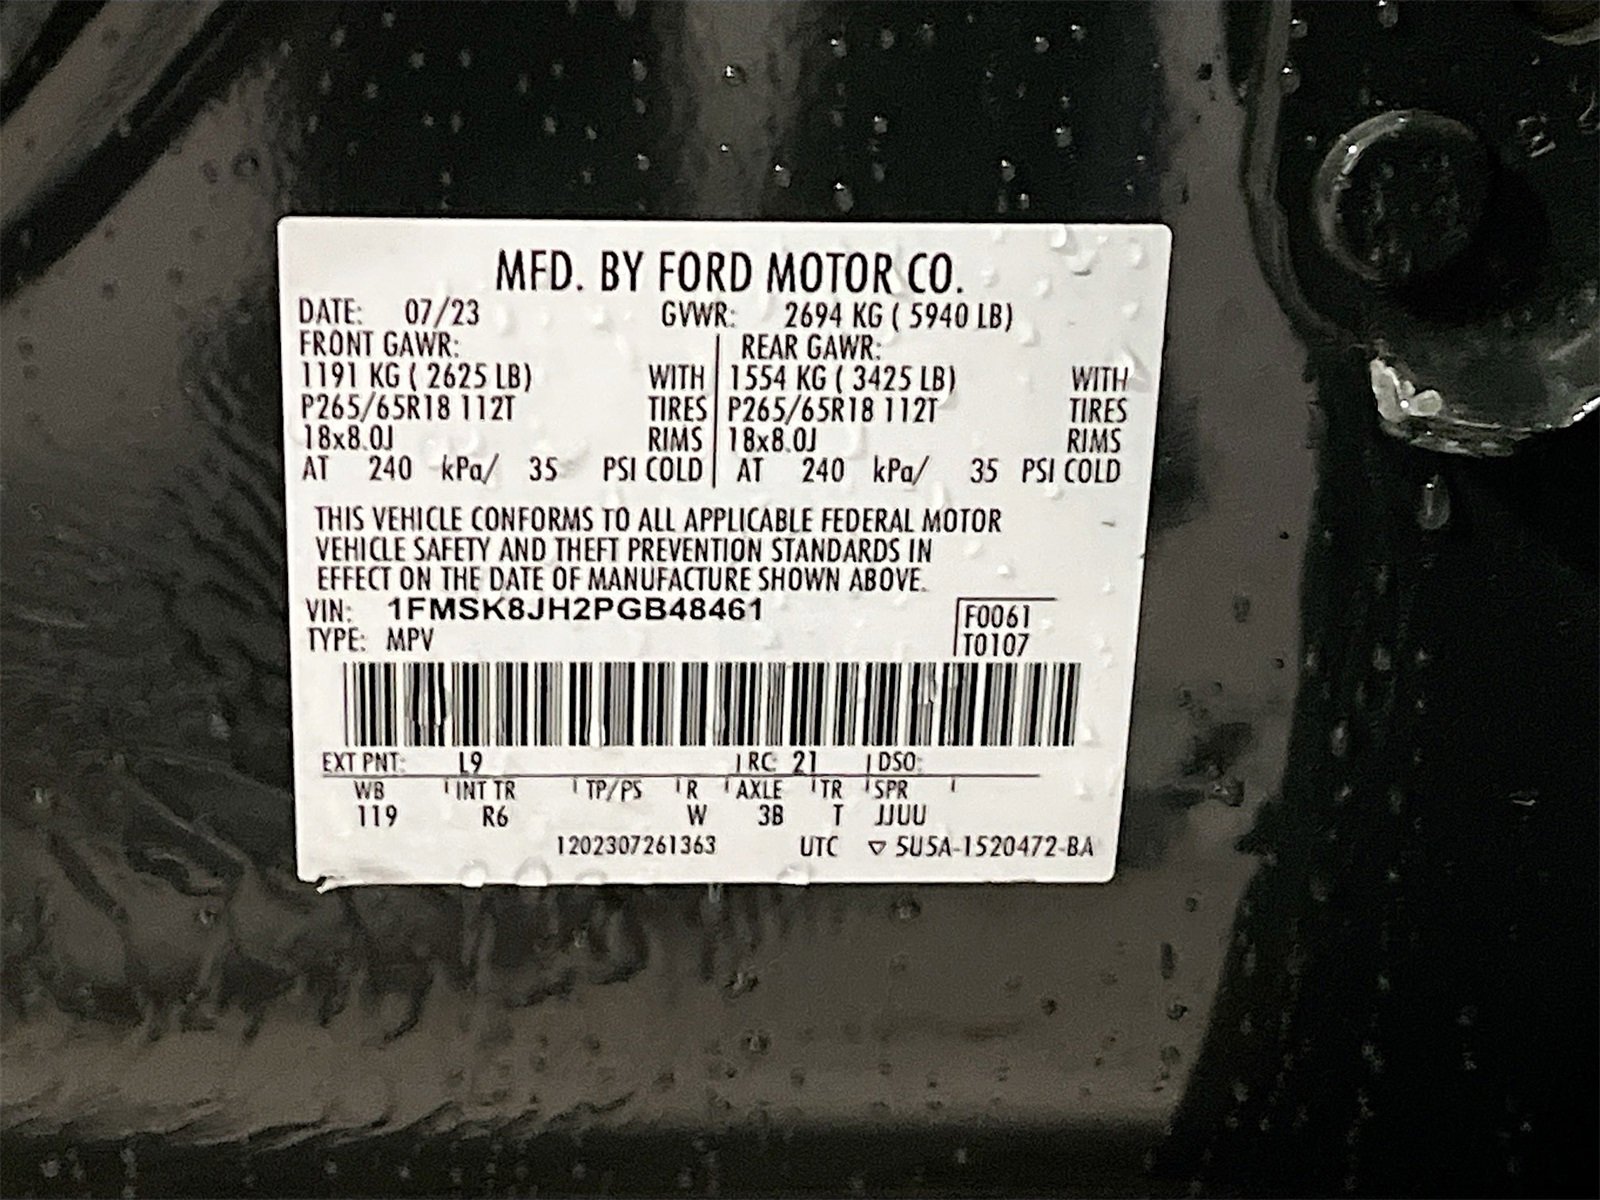 MFD. BY FORD MOTOR CO.
DATE: 07/23 GVWR: 2694 KG ( 5940 LB)
FRONT GAWR: REAR GAWR:
1191 KG ( 2625 LB) WITH 1554 KG ( 3425 LB) WITH
P265/65R18 112T TIRES P265/65R18 112T TIRES
18x8.0J RIMS 18x8.0J RIMS
AT 240 kPa/ 35 PSI COLD AT 240 kPa/ 35 PSI COLD
THIS VEHICLE CONFORMS TO ALL APPLICABLE FEDERAL MOTOR
VEHICLE SAFETY AND THEFT PREVENTION STANDARDS IN
EFFECT ON THE DATE OF MANUFACTURE SHOWN ABOVE.
VIN: 1FMSK8JH2PGB48461 F0061
TYPE: MPV T0107
EXT PNT: L9 RC: 21 DSO:
WB INT TR TP/PS R AXLE TR SPR
119 R6 W 3B T JJUU
1202307261363 UTC ▽ 5U5A-1520472-BA